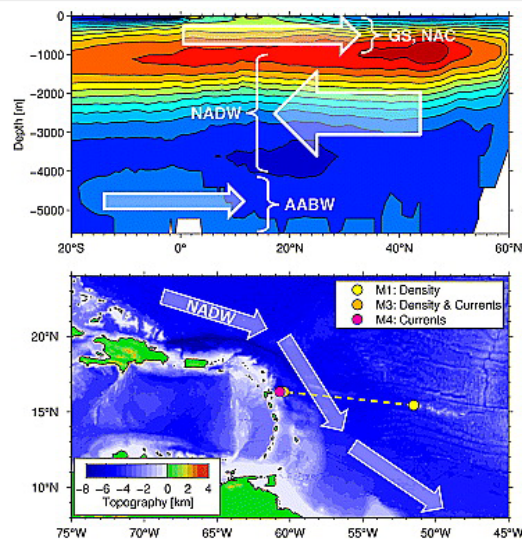 0
GS, NAC
-1000
-2000
NADW
Depth [m]
-3000
-4000
AABW
-5000
20°S 0° 20°N 40°N 60°N
M1: Density
M3: Density & Currents
M4: Currents
NADW
20°N
15°N
10°N
-8 -6 -4 -2 0 2 4
Topography [km]
75°W 70°W 65°W 60°W 55°W 50°W 45°W